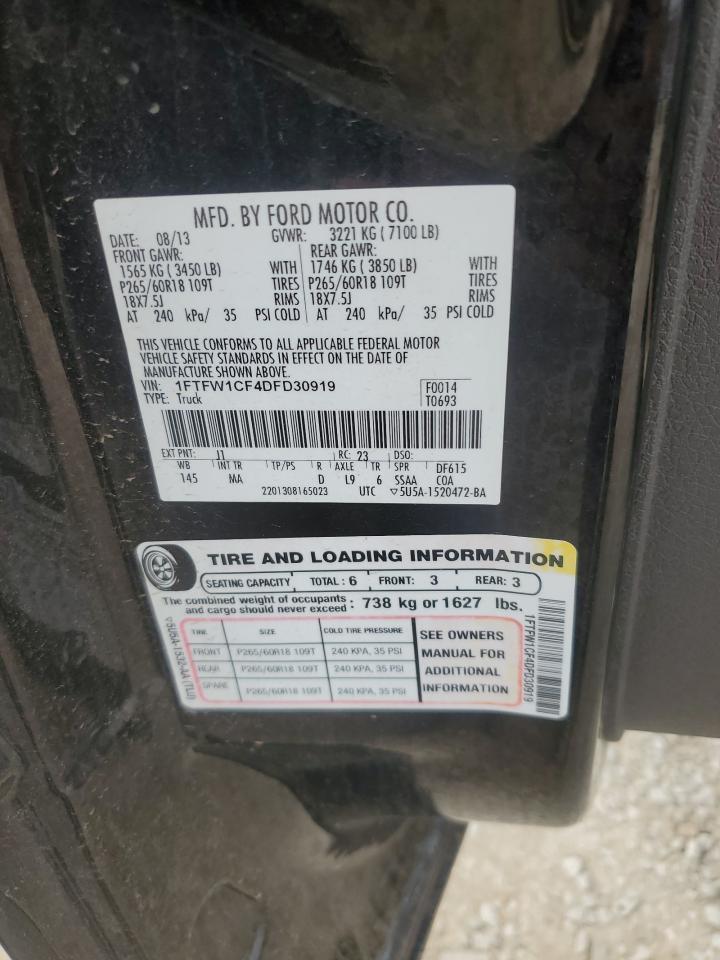 MFD. BY FORD MOTOR CO.
DATE: 08/13 GVWR: 3221 KG ( 7100 LB)
FRONT GAWR: REAR GAWR:
1565 KG ( 3450 LB) WITH 1746 KG ( 3850 LB) WITH
P265/60R18 109T TIRES P265/60R18 109T TIRES
18X7.5J RIMS 18X7.5J RIMS
AT 240 kPa/ 35 PSI COLD AT 240 kPa/ 35 PSI COLD
THIS VEHICLE CONFORMS TO ALL APPLICABLE FEDERAL MOTOR
VEHICLE SAFETY STANDARDS IN EFFECT ON THE DATE OF
MANUFACTURE SHOWN ABOVE.
VIN: 1FTFW1CF4DFD30919 F0014
TYPE: Truck T0693
EXT PNT: J1 RC: 23 DSO:
WB INT TR TP/PS R AXLE TR SPR DF615
145 MA D L9 6 SSAA COA
2201308165023 UTC ▽5U5A-1520472-BA
TIRE AND LOADING INFORMATION
SEATING CAPACITY TOTAL : 6 FRONT: 3 REAR: 3
The combined weight of occupants and cargo should never exceed : 738 kg or 1627 lbs.
TIRE SIZE COLD TIRE PRESSURE
FRONT P265/60R18 109T 240 KPA, 35 PSI
REAR P265/60R18 109T 240 KPA, 35 PSI
SPARE P265/60R18 109T 240 KPA, 35 PSI
SEE OWNERS
MANUAL FOR
ADDITIONAL
INFORMATION
▽5U5A-1532-AA (TLU)
1FTFW1CF4DFD30919